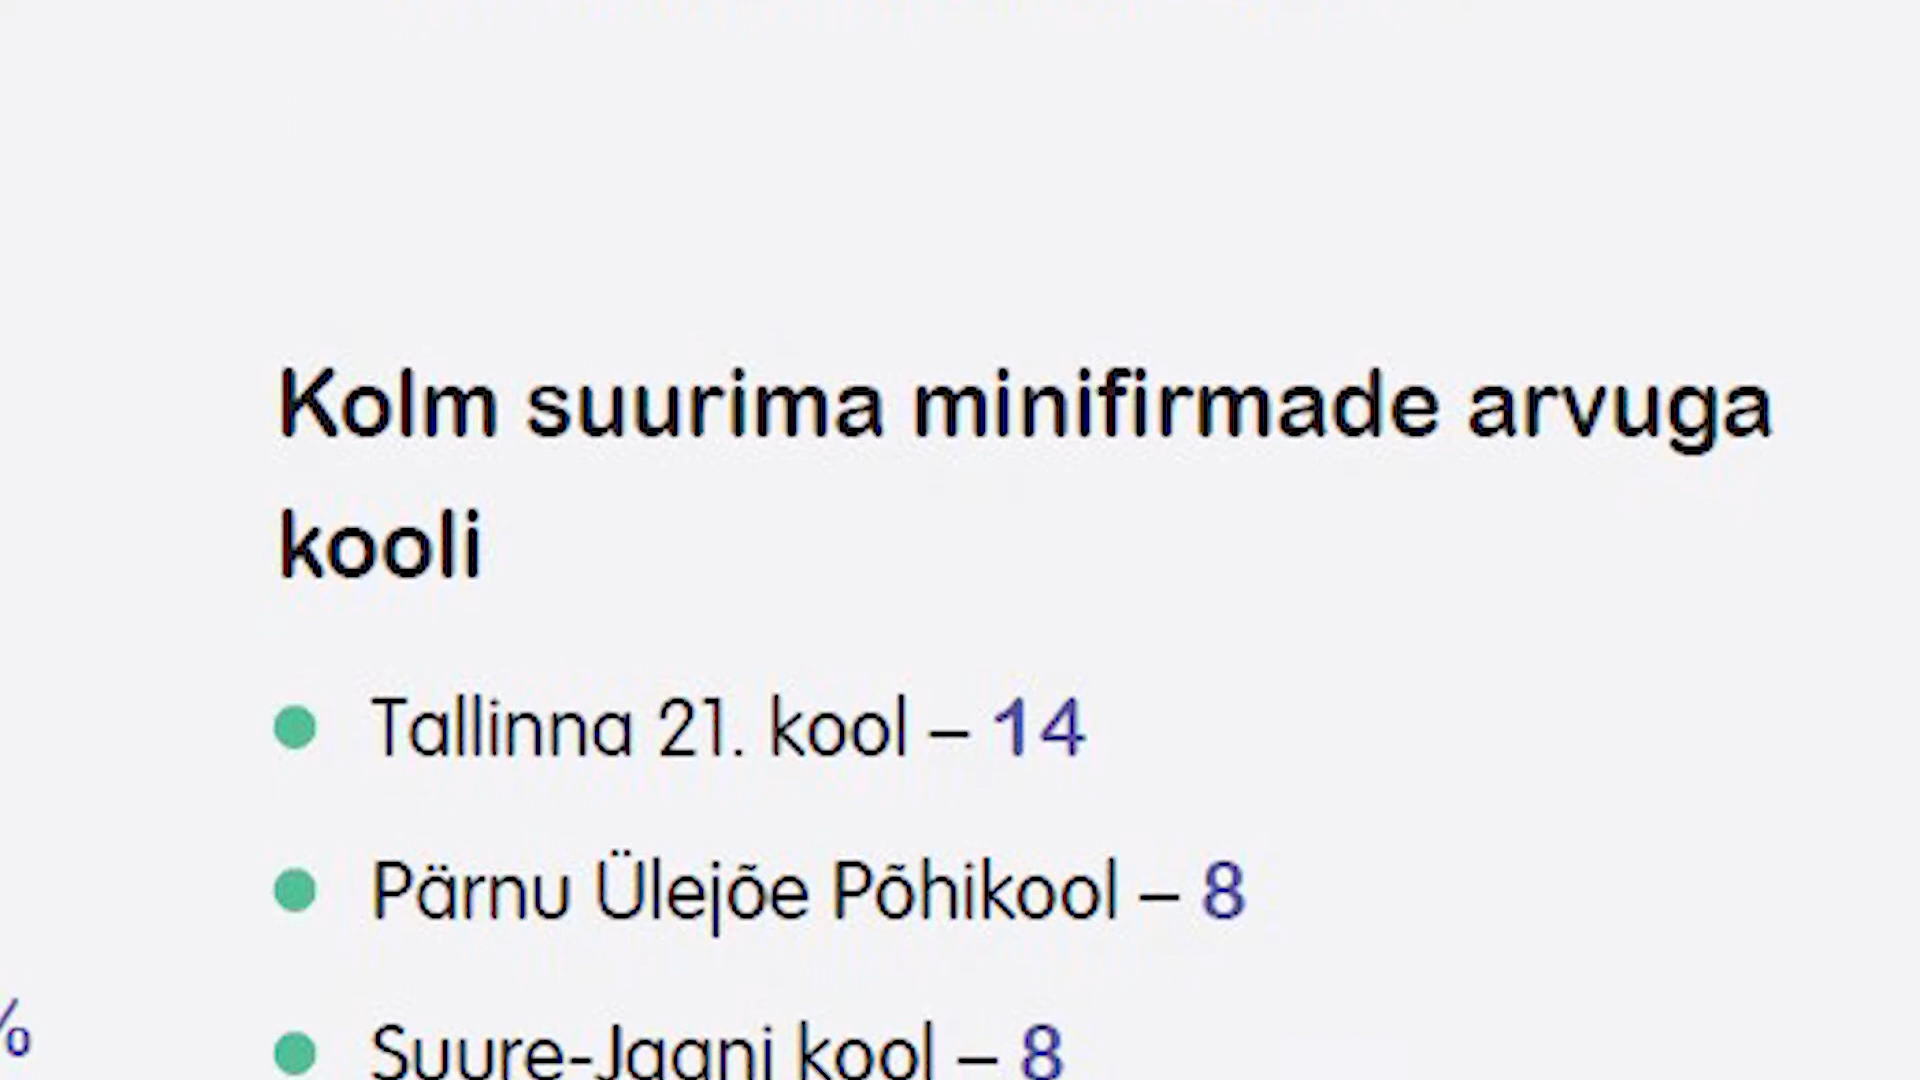 Kolm suurima minifirmade arvuga
kooli
Tallinna 21. kool – 14
Pärnu Ülejõe Põhikool – 8
Suure-Jaani kool – 8
%